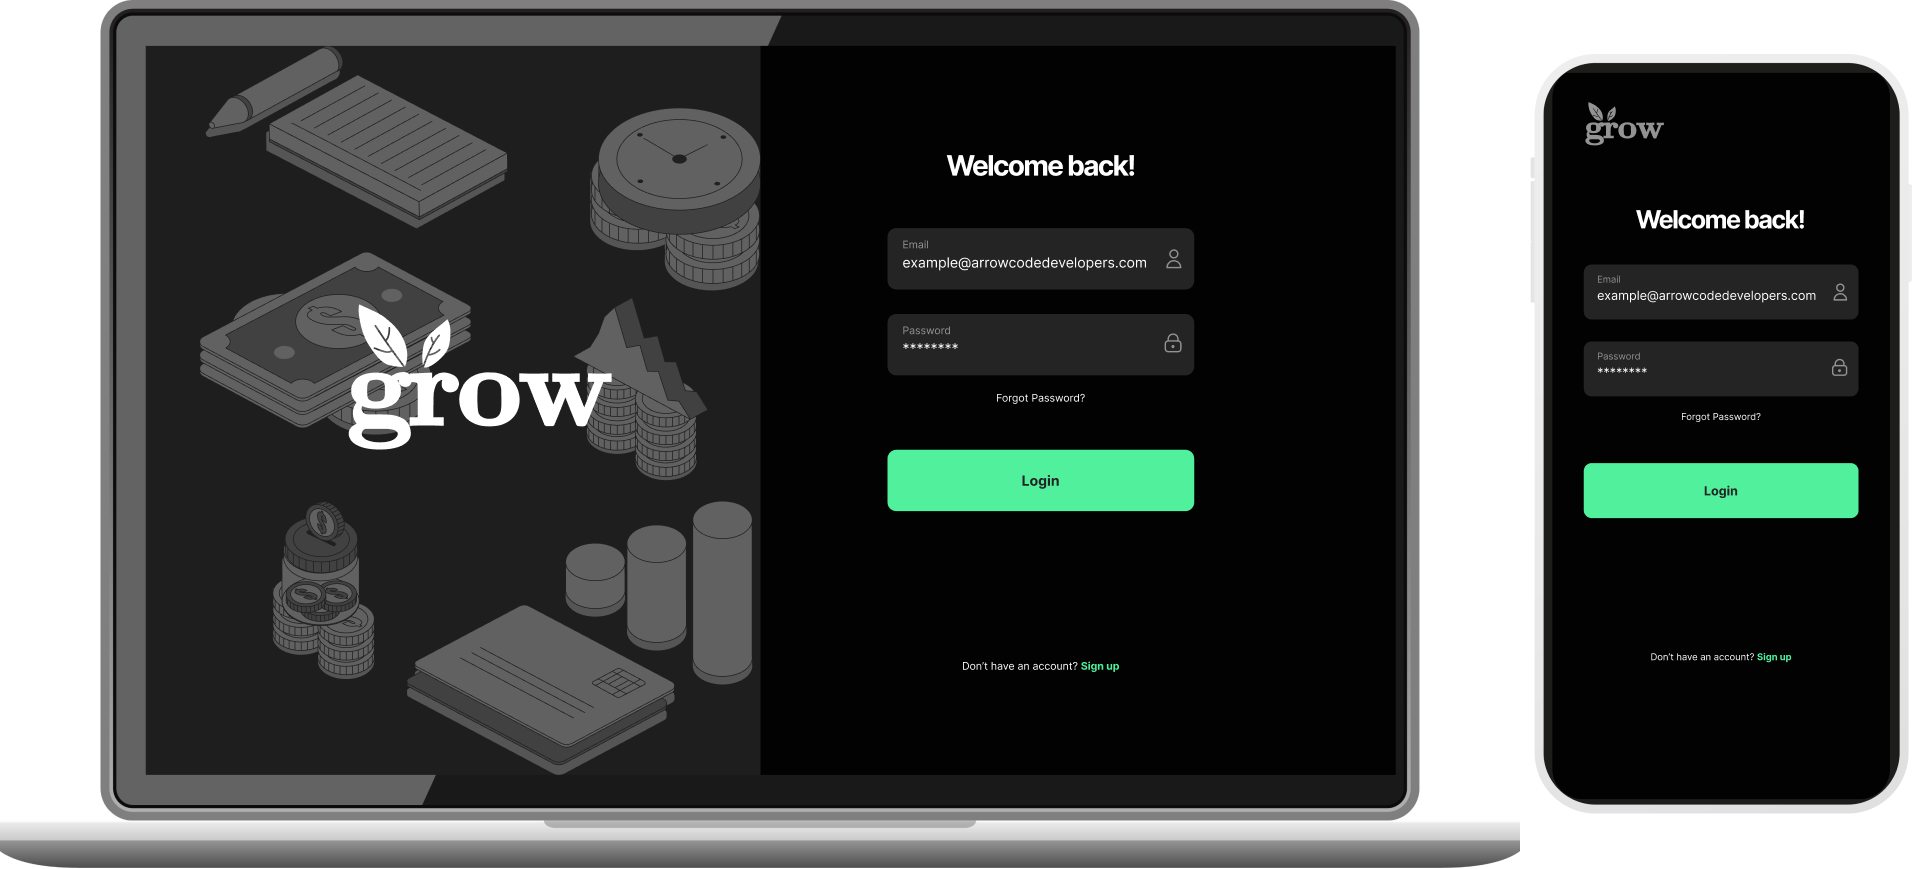 grow
Welcome back!
Email
example@arrowcodedevelopers.com
Password
********
Forgot Password?
Login
Don't have an account? Sign up
grow
Welcome back!
Email
example@arrowcodedevelopers.com
Password
********
Forgot Password?
Login
Don't have an account? Sign up